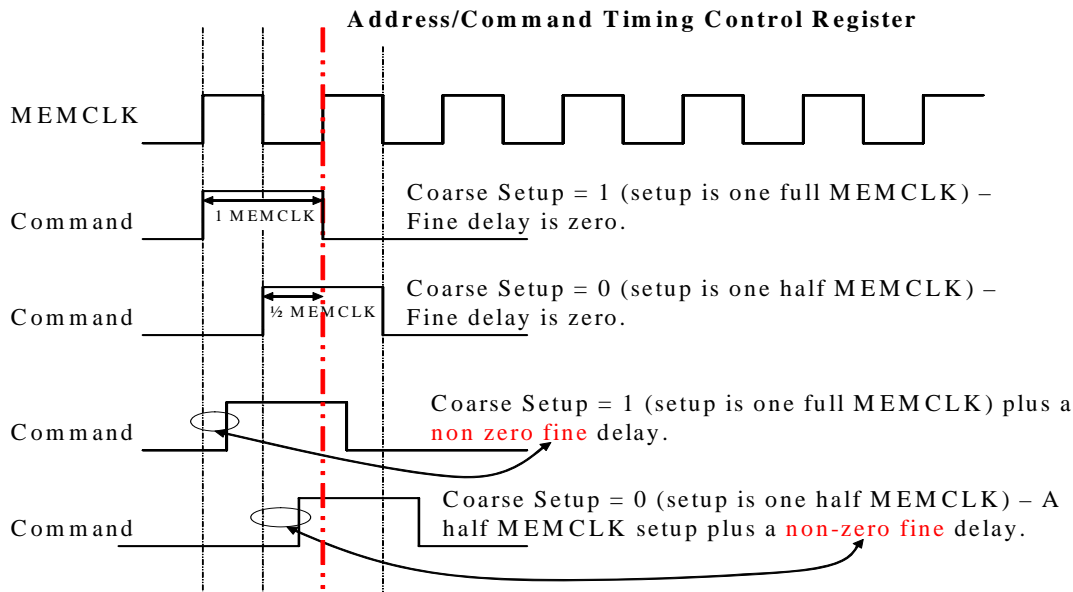 Address/Command Timing Control Register
MEMCLK
Command
1 MEMCLK
Coarse Setup = 1 (setup is one full MEMCLK) –
Fine delay is zero.
Command
½ MEMCLK
Coarse Setup = 0 (setup is one half MEMCLK) –
Fine delay is zero.
Command
Coarse Setup = 1 (setup is one full MEMCLK) plus a
non zero fine delay.
Command
Coarse Setup = 0 (setup is one half MEMCLK) – A
half MEMCLK setup plus a non-zero fine delay.